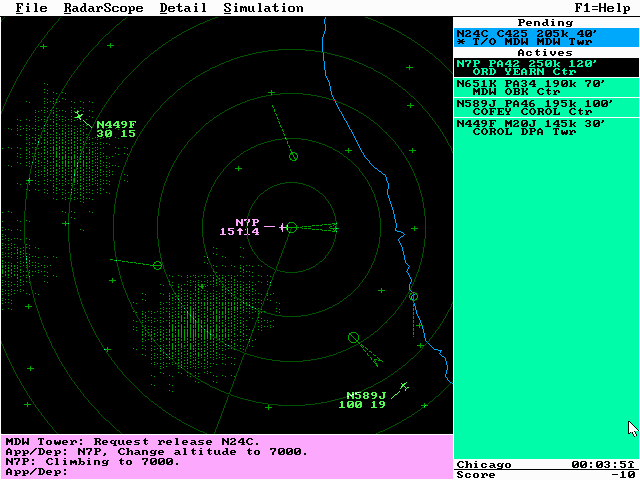 File RadarScope Detail Simulation F1=Help
Pending
N24C C425 205k 40'
* T/O MDW MDW Twr
Actives
N7P PA42 250k 120'
ORD YEARN Ctr
N651K PA34 190k 70'
MDW OBK Ctr
N589J PA46 195k 100'
COFEY COROL Ctr
N449F M20J 145k 30'
COROL DPA Twr
N449F
30 15
N7P
15↑14
N589J
100 19
MDW Tower: Request release N24C.
App/Dep: N7P, Change altitude to 7000.
N7P: Climbing to 7000.
App/Dep:
Chicago 00:03:51
Score -10